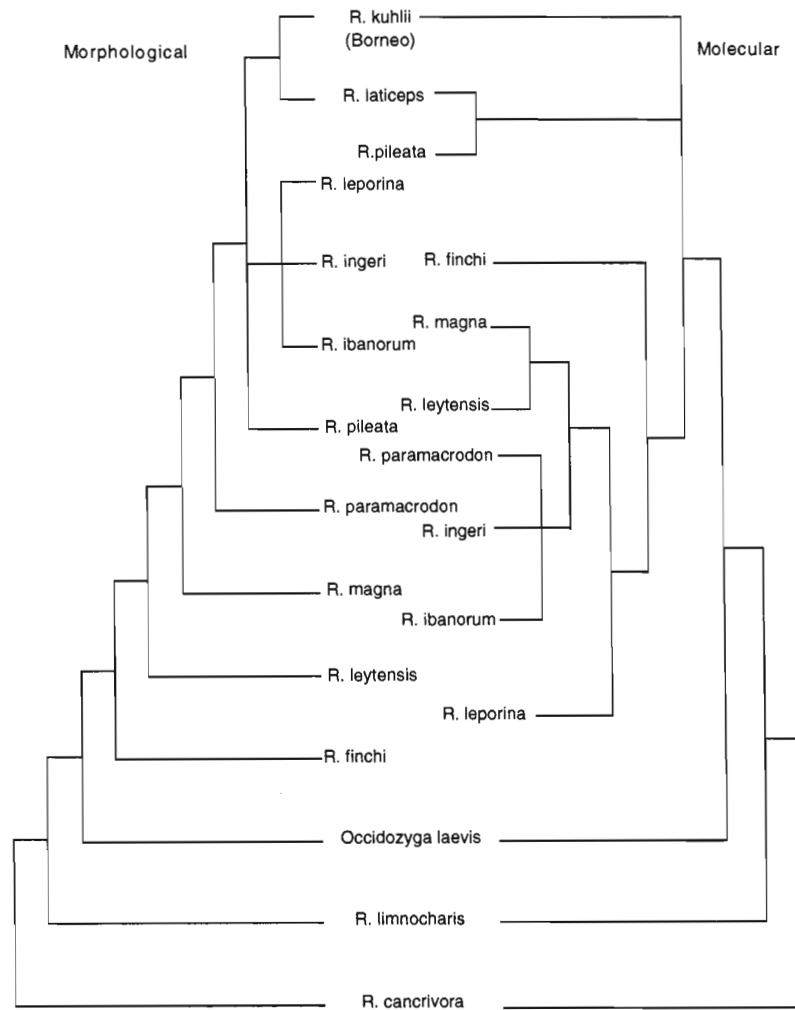 R. kuhlii
(Borneo)
Morphological
Molecular
R. laticeps
R.pileata
R. leporina
R. ingeri
R. finchi
R. magna
R. ibanorum
R. leytensis
R. pileata
R. paramacrodon
R. paramacrodon
R. ingeri
R. magna
R. ibanorum
R. leytensis
R. leporina
R. finchi
Occidozyga laevis
R. limnocharis
R. cancrivora